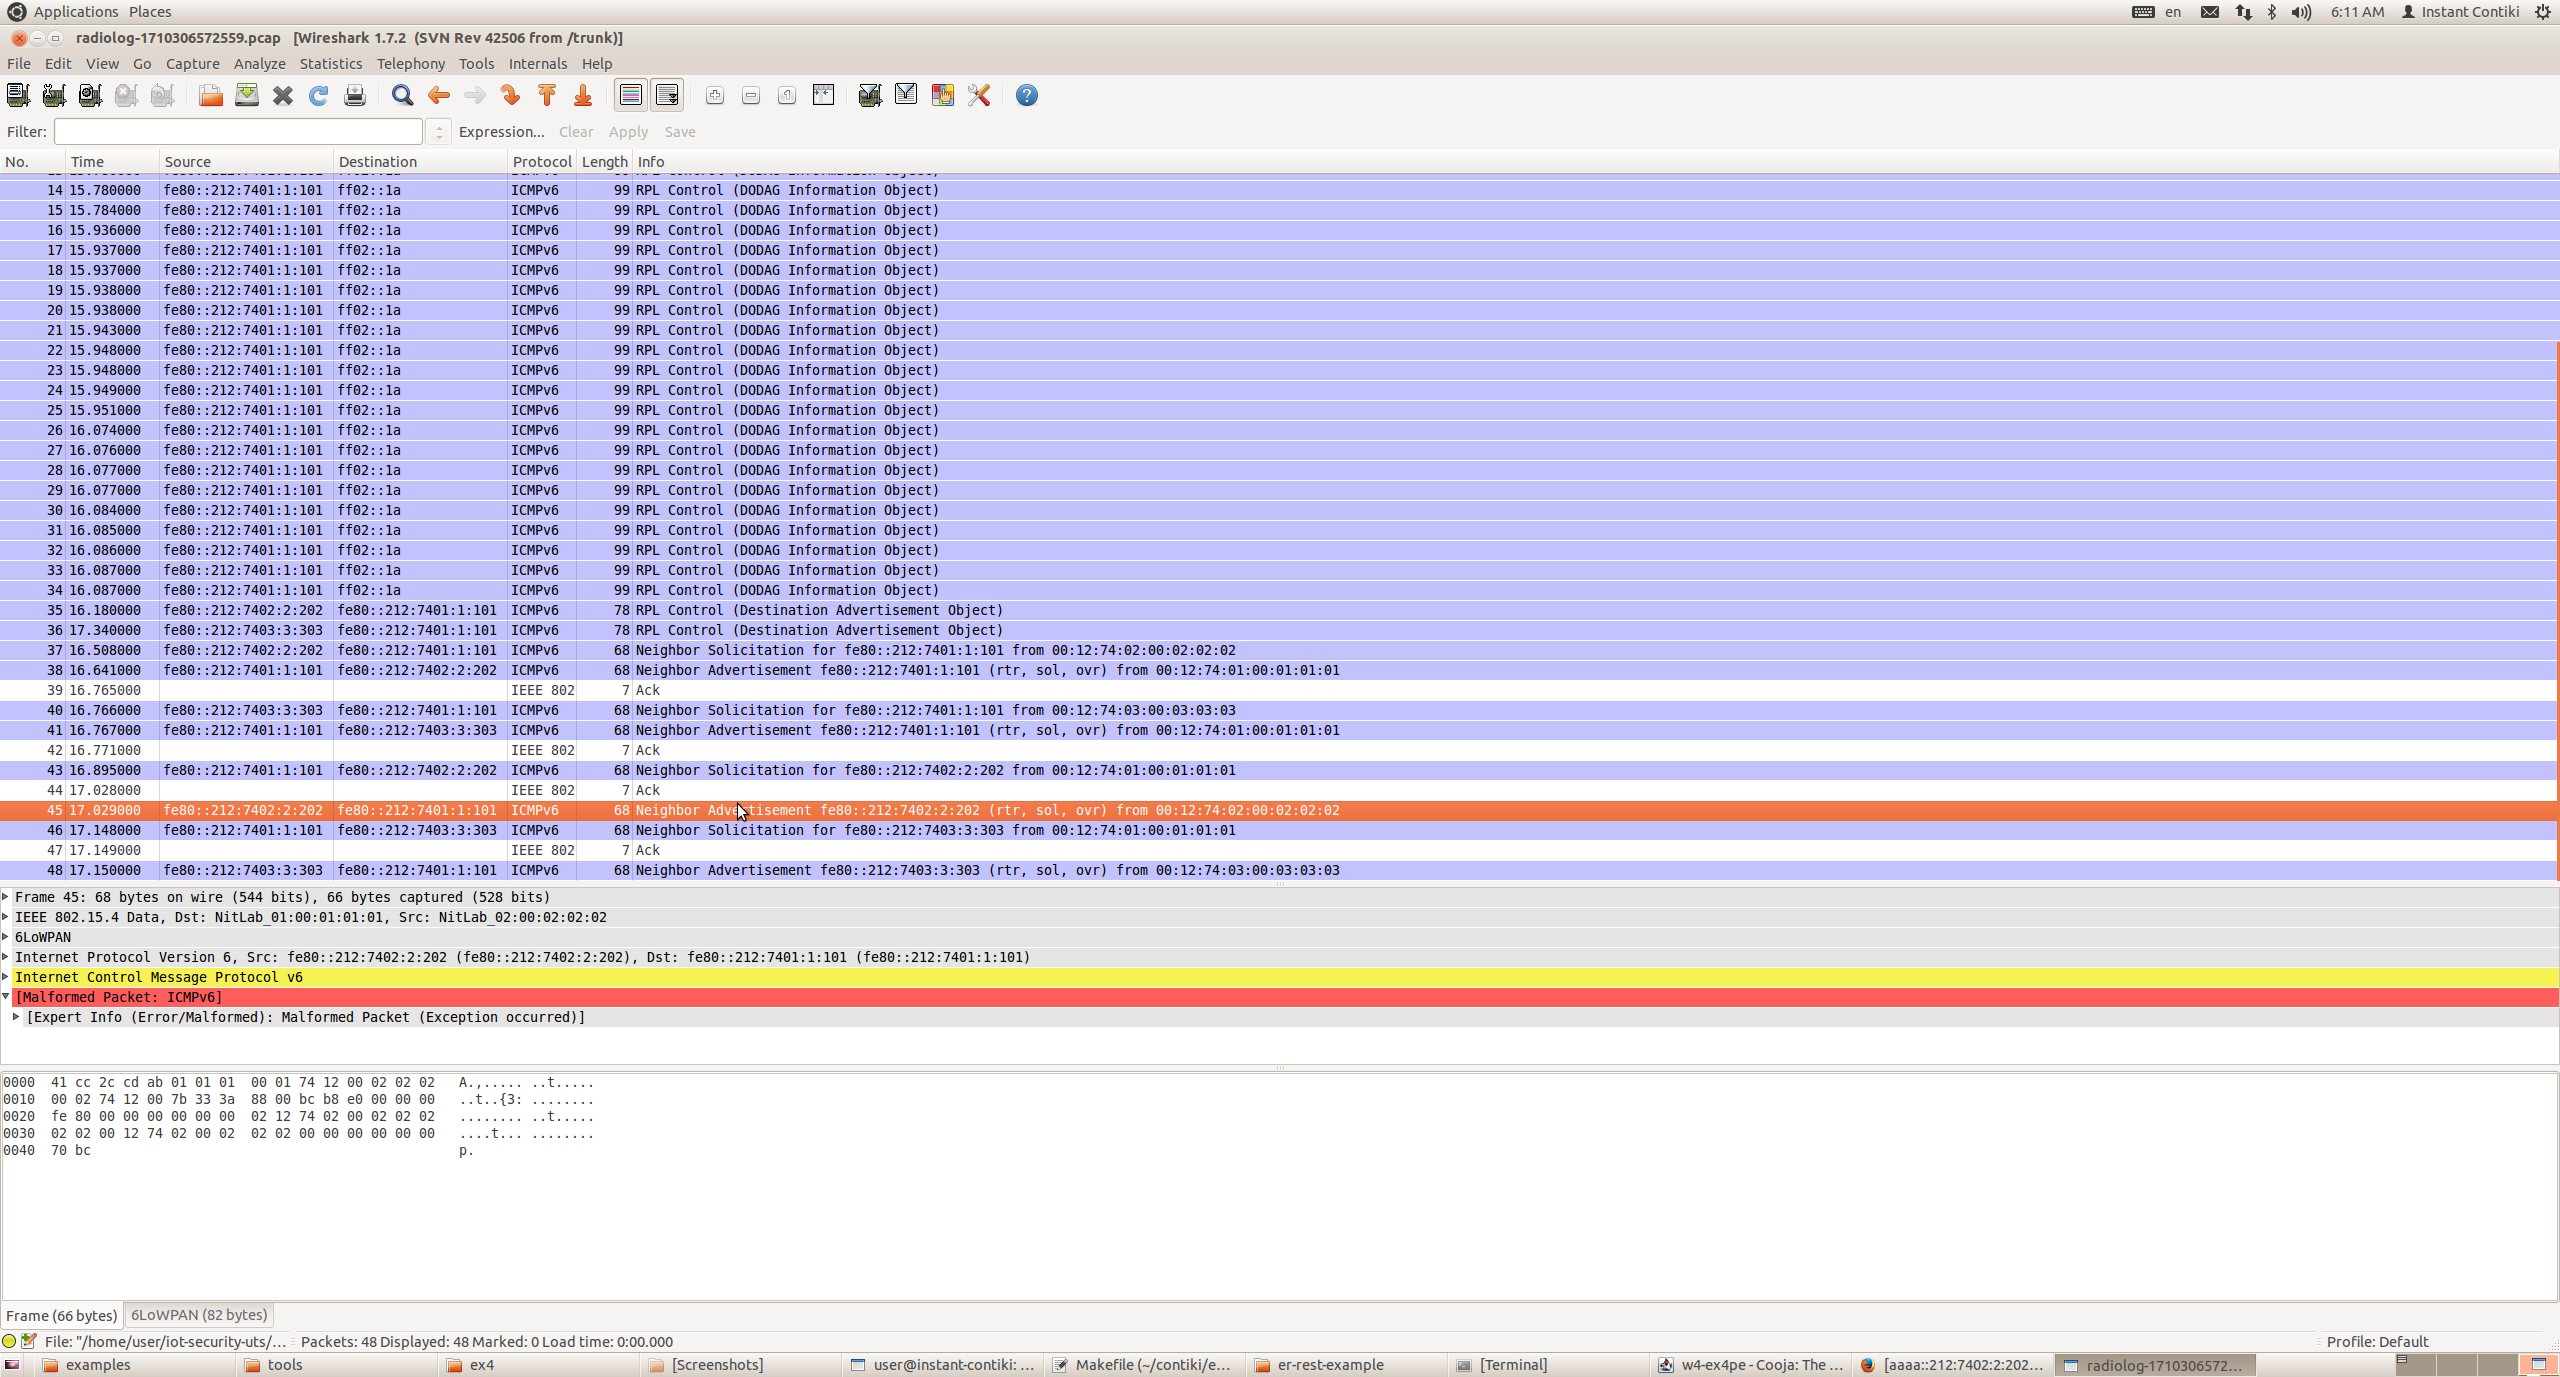 Applications Places en 6:11 AM Instant Contiki
radiolog-1710306572559.pcap [Wireshark 1.7.2 (SVN Rev 42506 from /trunk)]
File Edit View Go Capture Analyze Statistics Telephony Tools Internals Help
Filter: Expression... Clear Apply Save
No. Time Source Destination Protocol Length Info
14 15.780000 fe80::212:7401:1:101 ff02::1a ICMPv6 99 RPL Control (DODAG Information Object)
15 15.784000 fe80::212:7401:1:101 ff02::1a ICMPv6 99 RPL Control (DODAG Information Object)
16 15.936000 fe80::212:7401:1:101 ff02::1a ICMPv6 99 RPL Control (DODAG Information Object)
17 15.937000 fe80::212:7401:1:101 ff02::1a ICMPv6 99 RPL Control (DODAG Information Object)
18 15.937000 fe80::212:7401:1:101 ff02::1a ICMPv6 99 RPL Control (DODAG Information Object)
19 15.938000 fe80::212:7401:1:101 ff02::1a ICMPv6 99 RPL Control (DODAG Information Object)
20 15.938000 fe80::212:7401:1:101 ff02::1a ICMPv6 99 RPL Control (DODAG Information Object)
21 15.943000 fe80::212:7401:1:101 ff02::1a ICMPv6 99 RPL Control (DODAG Information Object)
22 15.948000 fe80::212:7401:1:101 ff02::1a ICMPv6 99 RPL Control (DODAG Information Object)
23 15.948000 fe80::212:7401:1:101 ff02::1a ICMPv6 99 RPL Control (DODAG Information Object)
24 15.949000 fe80::212:7401:1:101 ff02::1a ICMPv6 99 RPL Control (DODAG Information Object)
25 15.951000 fe80::212:7401:1:101 ff02::1a ICMPv6 99 RPL Control (DODAG Information Object)
26 16.074000 fe80::212:7401:1:101 ff02::1a ICMPv6 99 RPL Control (DODAG Information Object)
27 16.076000 fe80::212:7401:1:101 ff02::1a ICMPv6 99 RPL Control (DODAG Information Object)
28 16.077000 fe80::212:7401:1:101 ff02::1a ICMPv6 99 RPL Control (DODAG Information Object)
29 16.077000 fe80::212:7401:1:101 ff02::1a ICMPv6 99 RPL Control (DODAG Information Object)
30 16.084000 fe80::212:7401:1:101 ff02::1a ICMPv6 99 RPL Control (DODAG Information Object)
31 16.085000 fe80::212:7401:1:101 ff02::1a ICMPv6 99 RPL Control (DODAG Information Object)
32 16.086000 fe80::212:7401:1:101 ff02::1a ICMPv6 99 RPL Control (DODAG Information Object)
33 16.087000 fe80::212:7401:1:101 ff02::1a ICMPv6 99 RPL Control (DODAG Information Object)
34 16.087000 fe80::212:7401:1:101 ff02::1a ICMPv6 99 RPL Control (DODAG Information Object)
35 16.180000 fe80::212:7402:2:202 fe80::212:7401:1:101 ICMPv6 78 RPL Control (Destination Advertisement Object)
36 17.340000 fe80::212:7403:3:303 fe80::212:7401:1:101 ICMPv6 78 RPL Control (Destination Advertisement Object)
37 16.508000 fe80::212:7402:2:202 fe80::212:7401:1:101 ICMPv6 68 Neighbor Solicitation for fe80::212:7401:1:101 from 00:12:74:02:00:02:02:02
38 16.641000 fe80::212:7401:1:101 fe80::212:7402:2:202 ICMPv6 68 Neighbor Advertisement fe80::212:7401:1:101 (rtr, sol, ovr) from 00:12:74:01:00:01:01:01
39 16.765000 IEEE 802 7 Ack
40 16.766000 fe80::212:7403:3:303 fe80::212:7401:1:101 ICMPv6 68 Neighbor Solicitation for fe80::212:7401:1:101 from 00:12:74:03:00:03:03:03
41 16.767000 fe80::212:7401:1:101 fe80::212:7403:3:303 ICMPv6 68 Neighbor Advertisement fe80::212:7401:1:101 (rtr, sol, ovr) from 00:12:74:01:00:01:01:01
42 16.771000 IEEE 802 7 Ack
43 16.895000 fe80::212:7401:1:101 fe80::212:7402:2:202 ICMPv6 68 Neighbor Solicitation for fe80::212:7402:2:202 from 00:12:74:01:00:01:01:01
44 17.028000 IEEE 802 7 Ack
45 17.029000 fe80::212:7402:2:202 fe80::212:7401:1:101 ICMPv6 68 Neighbor Advertisement fe80::212:7402:2:202 (rtr, sol, ovr) from 00:12:74:02:00:02:02:02
46 17.148000 fe80::212:7401:1:101 fe80::212:7403:3:303 ICMPv6 68 Neighbor Solicitation for fe80::212:7403:3:303 from 00:12:74:01:00:01:01:01
47 17.149000 IEEE 802 7 Ack
48 17.150000 fe80::212:7403:3:303 fe80::212:7401:1:101 ICMPv6 68 Neighbor Advertisement fe80::212:7403:3:303 (rtr, sol, ovr) from 00:12:74:03:00:03:03:03
Frame 45: 68 bytes on wire (544 bits), 66 bytes captured (528 bits)
IEEE 802.15.4 Data, Dst: NitLab_01:00:01:01:01, Src: NitLab_02:00:02:02:02
6LoWPAN
Internet Protocol Version 6, Src: fe80::212:7402:2:202 (fe80::212:7402:2:202), Dst: fe80::212:7401:1:101 (fe80::212:7401:1:101)
Internet Control Message Protocol v6
[Malformed Packet: ICMPv6]
[Expert Info (Error/Malformed): Malformed Packet (Exception occurred)]
0000 41 cc 2c cd ab 01 01 01 00 01 74 12 00 02 02 02 A.,..... ..t.....
0010 00 02 74 12 00 7b 33 3a 88 00 bc b8 e0 00 00 00 ..t..{3: ........
0020 fe 80 00 00 00 00 00 00 02 12 74 02 00 02 02 02 ........ ..t.....
0030 02 02 00 12 74 02 00 02 02 02 00 00 00 00 00 00 ....t... ........
0040 70 bc p.
Frame (66 bytes) 6LoWPAN (82 bytes)
File: "/home/user/iot-security-uts/... Packets: 48 Displayed: 48 Marked: 0 Load time: 0:00.000 Profile: Default
examples tools ex4 [Screenshots] user@instant-contiki: ... Makefile (~/contiki/e... er-rest-example [Terminal] w4-ex4pe - Cooja: The ... [aaaa::212:7402:2:202... radiolog-1710306572...